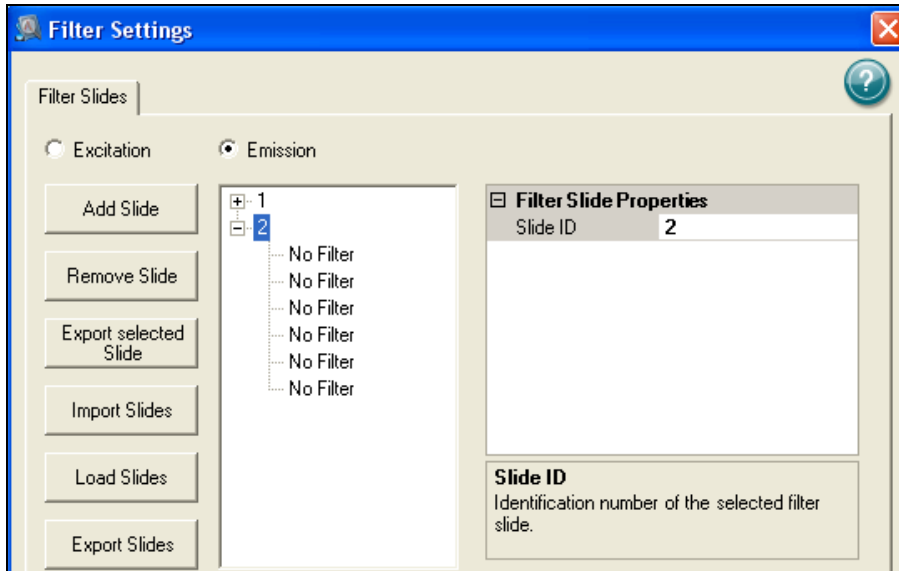 Filter Settings
?
Filter Slides
Excitation
Emission
Add Slide
Remove Slide
Export selected
Slide
Import Slides
Load Slides
Export Slides
1
2
No Filter
No Filter
No Filter
No Filter
No Filter
No Filter
Filter Slide Properties
Slide ID 2
Slide ID
Identification number of the selected filter
slide.